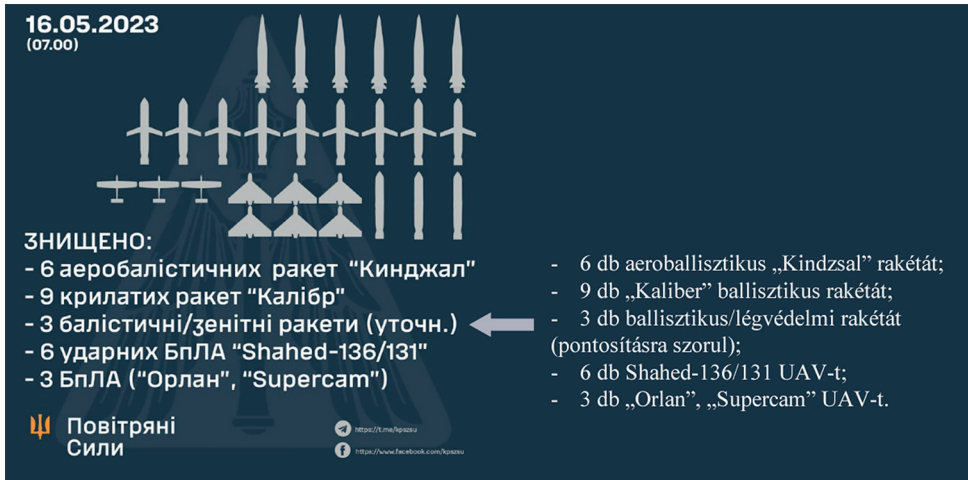 16.05.2023
(07.00)
ЗНИЩЕНО:
- 6 аеробалістичних ракет “Кинджал”
- 9 крилатих ракет “Калібр”
- 3 балістичні/зенітні ракети (уточн.)
- 6 ударних БпЛА “Shahed-136/131”
- 3 БпЛА (“Орлан”, “Supercam”)
Повітряні
Сили
https://t.me/kpszsu
https://www.facebook.com/kpszsu
- 6 db aeroballisztikus „Kindzsal” rakétát;
- 9 db „Kaliber” ballisztikus rakétát;
- 3 db ballisztikus/légvédelmi rakétát
(pontosításra szorul);
- 6 db Shahed-136/131 UAV-t;
- 3 db „Orlan”, „Supercam” UAV-t.